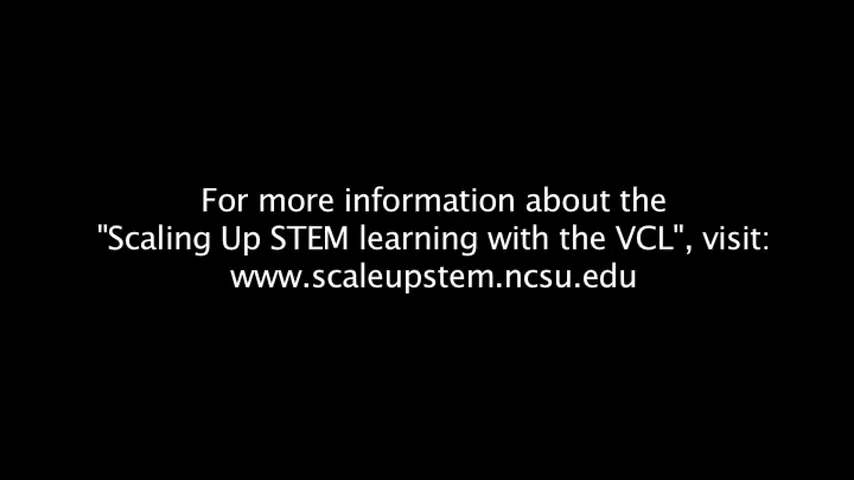 For more information about the
"Scaling Up STEM learning with the VCL", visit:
www.scaleupstem.ncsu.edu